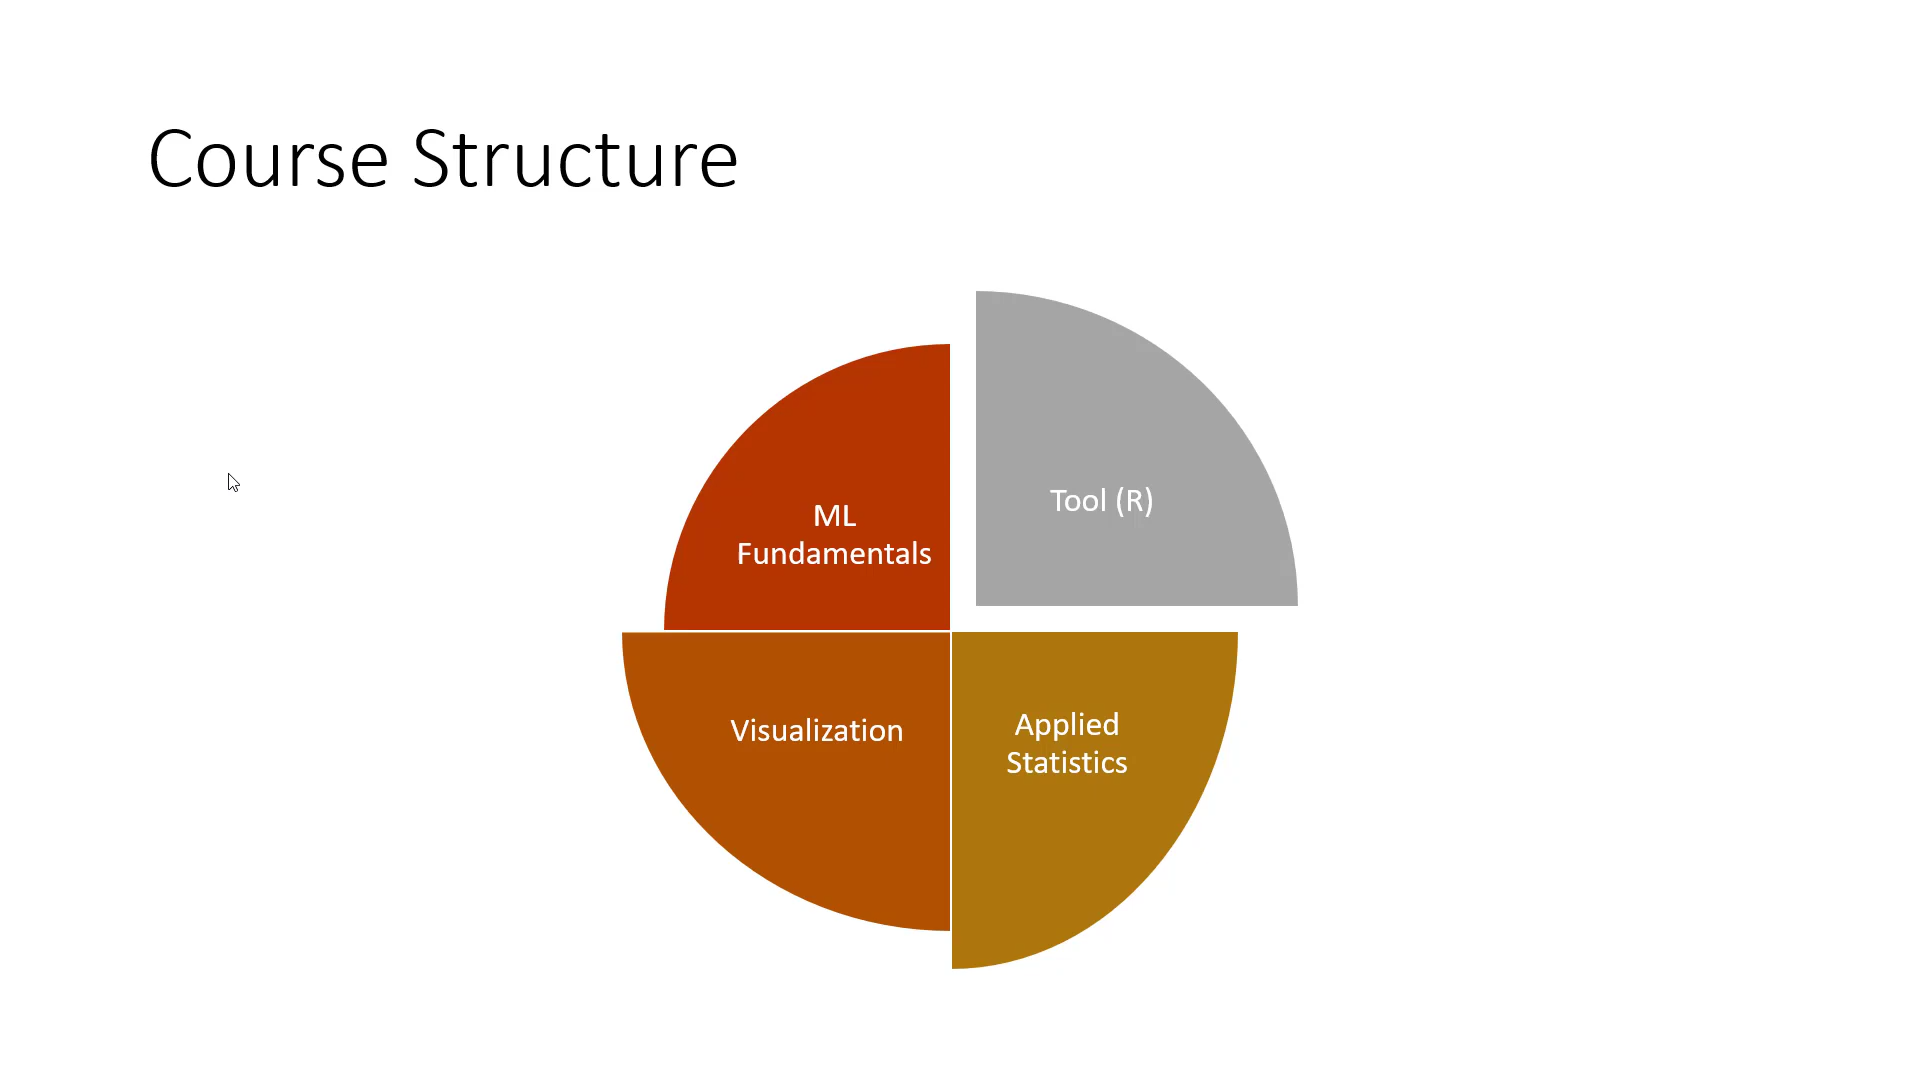 Course Structure
Tool (R)
ML
Fundamentals
Visualization
Applied
Statistics